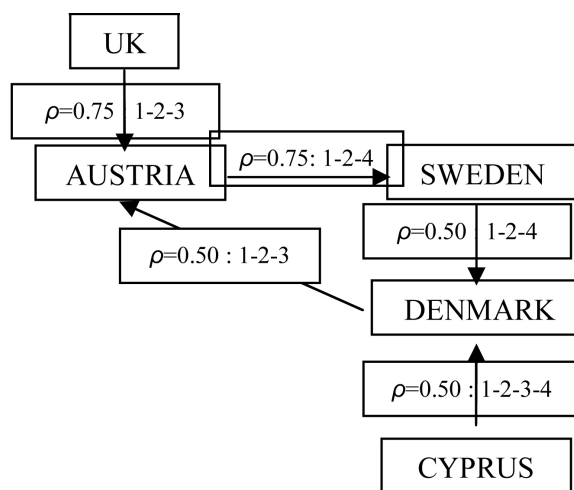 UK
ρ=0.75 : 1-2-3
AUSTRIA
ρ=0.75: 1-2-4
SWEDEN
ρ=0.50 : 1-2-3
ρ=0.50 : 1-2-4
DENMARK
ρ=0.50 : 1-2-3-4
CYPRUS